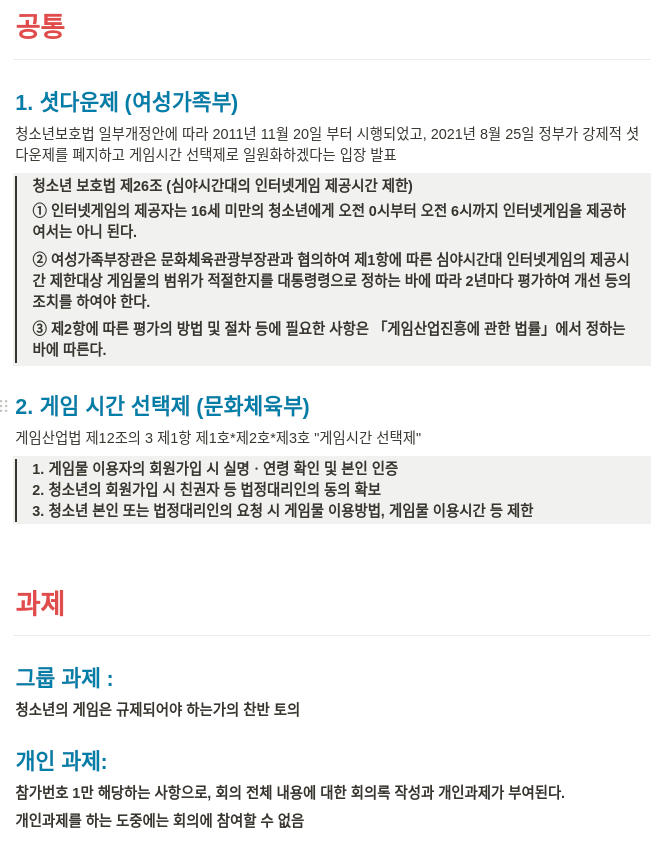 공통
1. 셧다운제 (여성가족부)
청소년보호법 일부개정안에 따라 2011년 11월 20일 부터 시행되었고, 2021년 8월 25일 정부가 강제적 셧
다운제를 폐지하고 게임시간 선택제로 일원화하겠다는 입장 발표
청소년 보호법 제26조 (심야시간대의 인터넷게임 제공시간 제한)
① 인터넷게임의 제공자는 16세 미만의 청소년에게 오전 0시부터 오전 6시까지 인터넷게임을 제공하
여서는 아니 된다.
② 여성가족부장관은 문화체육관광부장관과 협의하여 제1항에 따른 심야시간대 인터넷게임의 제공시
간 제한대상 게임물의 범위가 적절한지를 대통령령으로 정하는 바에 따라 2년마다 평가하여 개선 등의
조치를 하여야 한다.
③ 제2항에 따른 평가의 방법 및 절차 등에 필요한 사항은 「게임산업진흥에 관한 법률」에서 정하는
바에 따른다.
2. 게임 시간 선택제 (문화체육부)
게임산업법 제12조의 3 제1항 제1호*제2호*제3호 "게임시간 선택제"
1. 게임물 이용자의 회원가입 시 실명ㆍ연령 확인 및 본인 인증
2. 청소년의 회원가입 시 친권자 등 법정대리인의 동의 확보
3. 청소년 본인 또는 법정대리인의 요청 시 게임물 이용방법, 게임물 이용시간 등 제한
과제
그룹 과제 :
청소년의 게임은 규제되어야 하는가의 찬반 토의
개인 과제:
참가번호 1만 해당하는 사항으로, 회의 전체 내용에 대한 회의록 작성과 개인과제가 부여된다.
개인과제를 하는 도중에는 회의에 참여할 수 없음